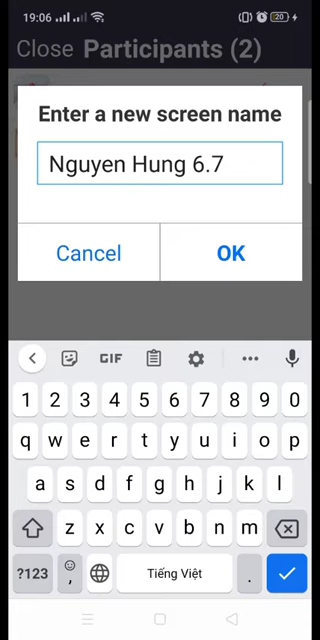 19:06
20
Close Participants (2)
Enter a new screen name
Nguyen Hung 6.7
Cancel OK
GIF
1 2 3 4 5 6 7 8 9 0
q w e r t y u i o p
a s d f g h j k l
z x c v b n m
?123 , Tiếng Việt .